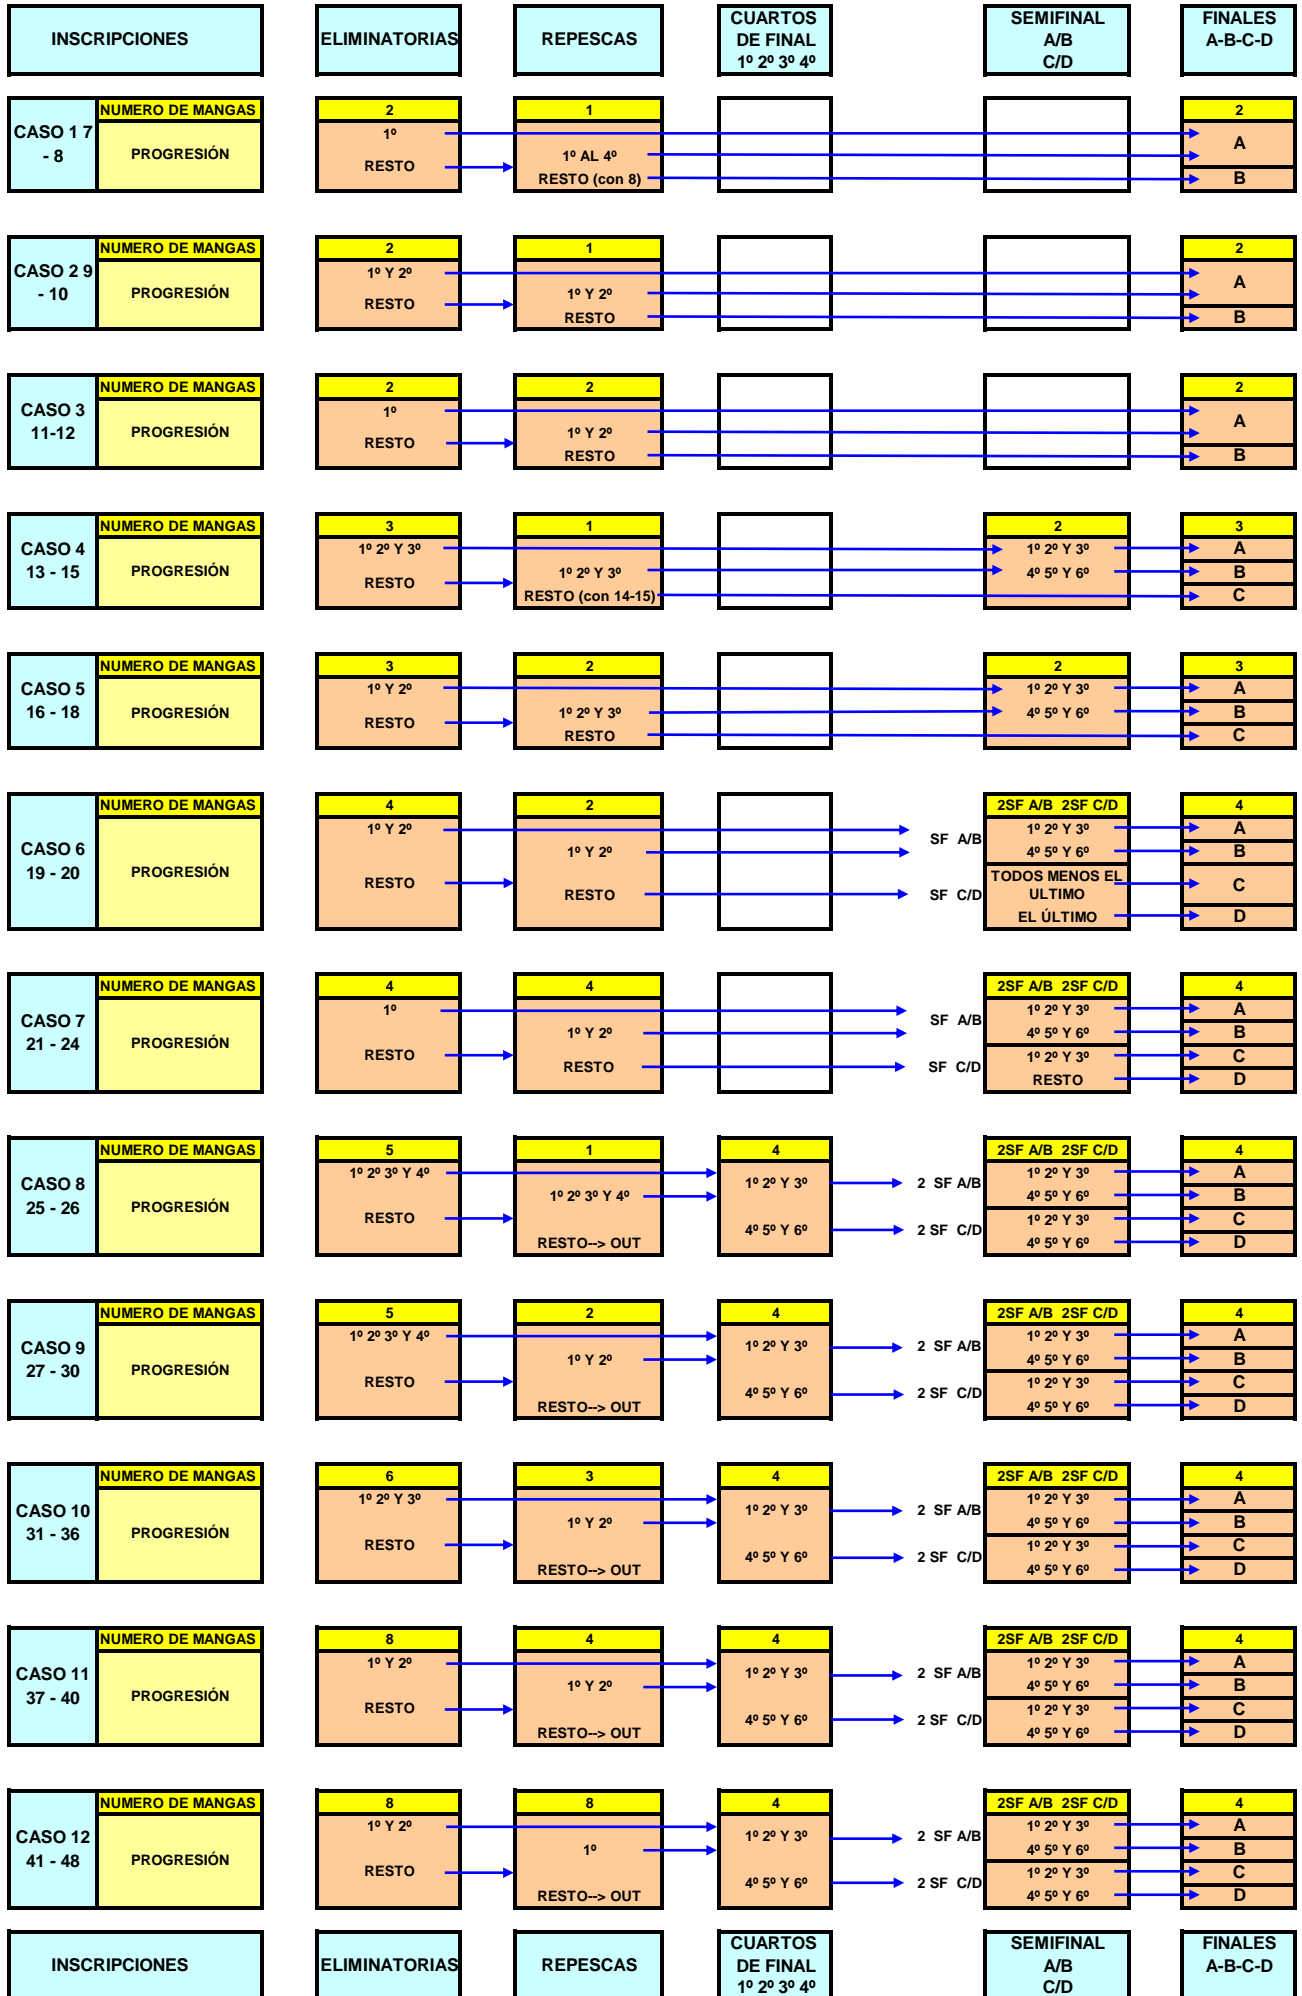 INSCRIPCIONES
ELIMINATORIAS
REPESCAS
CUARTOS
DE FINAL
1º 2º 3º 4º
SEMIFINAL
A/B
C/D
FINALES
A-B-C-D
CASO 1 7
- 8
NUMERO DE MANGAS
PROGRESIÓN
2
1º
RESTO
1
1º AL 4º
RESTO (con 8)
2
A
B
CASO 2 9
- 10
NUMERO DE MANGAS
PROGRESIÓN
2
1º Y 2º
RESTO
1
1º Y 2º
RESTO
2
A
B
CASO 3
11-12
NUMERO DE MANGAS
PROGRESIÓN
2
1º
RESTO
2
1º Y 2º
RESTO
2
A
B
CASO 4
13 - 15
NUMERO DE MANGAS
PROGRESIÓN
3
1º 2º Y 3º
RESTO
1
1º 2º Y 3º
RESTO (con 14-15)
2
1º 2º Y 3º
4º 5º Y 6º
3
A
B
C
CASO 5
16 - 18
NUMERO DE MANGAS
PROGRESIÓN
3
1º Y 2º
RESTO
2
1º 2º Y 3º
RESTO
2
1º 2º Y 3º
4º 5º Y 6º
3
A
B
C
CASO 6
19 - 20
NUMERO DE MANGAS
PROGRESIÓN
4
1º Y 2º
RESTO
2
1º Y 2º
RESTO
SF A/B
SF C/D
2SF A/B 2SF C/D
1º 2º Y 3º
4º 5º Y 6º
TODOS MENOS EL
ULTIMO
EL ÚLTIMO
4
A
B
C
D
CASO 7
21 - 24
NUMERO DE MANGAS
PROGRESIÓN
4
1º
RESTO
4
1º Y 2º
RESTO
SF A/B
SF C/D
2SF A/B 2SF C/D
1º 2º Y 3º
4º 5º Y 6º
1º 2º Y 3º
RESTO
4
A
B
C
D
CASO 8
25 - 26
NUMERO DE MANGAS
PROGRESIÓN
5
1º 2º 3º Y 4º
RESTO
1
1º 2º 3º Y 4º
RESTO--> OUT
4
1º 2º Y 3º
4º 5º Y 6º
2 SF A/B
2 SF C/D
2SF A/B 2SF C/D
1º 2º Y 3º
4º 5º Y 6º
1º 2º Y 3º
4º 5º Y 6º
4
A
B
C
D
CASO 9
27 - 30
NUMERO DE MANGAS
PROGRESIÓN
5
1º 2º 3º Y 4º
RESTO
2
1º Y 2º
RESTO--> OUT
4
1º 2º Y 3º
4º 5º Y 6º
2 SF A/B
2 SF C/D
2SF A/B 2SF C/D
1º 2º Y 3º
4º 5º Y 6º
1º 2º Y 3º
4º 5º Y 6º
4
A
B
C
D
CASO 10
31 - 36
NUMERO DE MANGAS
PROGRESIÓN
6
1º 2º Y 3º
RESTO
3
1º Y 2º
RESTO--> OUT
4
1º 2º Y 3º
4º 5º Y 6º
2 SF A/B
2 SF C/D
2SF A/B 2SF C/D
1º 2º Y 3º
4º 5º Y 6º
1º 2º Y 3º
4º 5º Y 6º
4
A
B
C
D
CASO 11
37 - 40
NUMERO DE MANGAS
PROGRESIÓN
8
1º Y 2º
RESTO
4
1º Y 2º
RESTO--> OUT
4
1º 2º Y 3º
4º 5º Y 6º
2 SF A/B
2 SF C/D
2SF A/B 2SF C/D
1º 2º Y 3º
4º 5º Y 6º
1º 2º Y 3º
4º 5º Y 6º
4
A
B
C
D
CASO 12
41 - 48
NUMERO DE MANGAS
PROGRESIÓN
8
1º Y 2º
RESTO
8
1º
RESTO--> OUT
4
1º 2º Y 3º
4º 5º Y 6º
2 SF A/B
2 SF C/D
2SF A/B 2SF C/D
1º 2º Y 3º
4º 5º Y 6º
1º 2º Y 3º
4º 5º Y 6º
4
A
B
C
D
INSCRIPCIONES
ELIMINATORIAS
REPESCAS
CUARTOS
DE FINAL
1º 2º 3º 4º
SEMIFINAL
A/B
C/D
FINALES
A-B-C-D